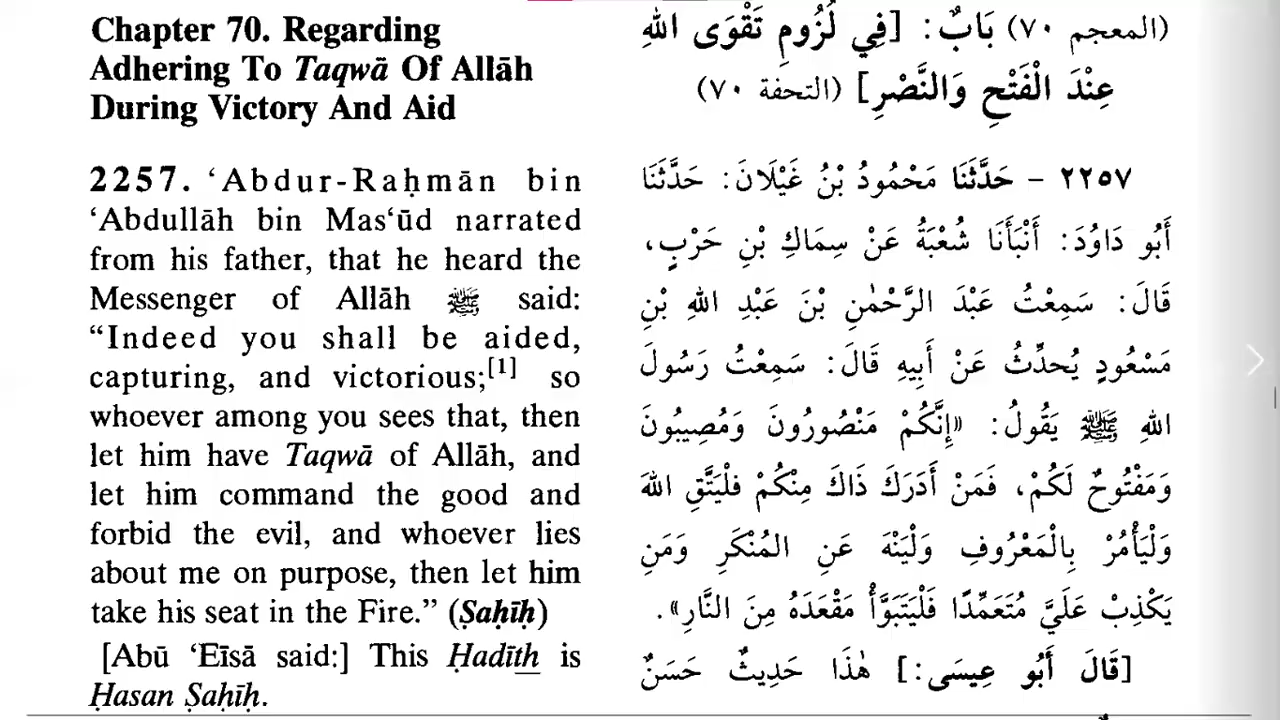 Chapter 70. Regarding
Adhering To Taqwā Of Allāh
During Victory And Aid
2257. ‘Abdur-Raḥmān bin
‘Abdullāh bin Mas‘ūd narrated
from his father, that he heard the
Messenger of Allāh ﷺ said:
“Indeed you shall be aided,
capturing, and victorious;[1] so
whoever among you sees that, then
let him have Taqwā of Allāh, and
let him command the good and
forbid the evil, and whoever lies
about me on purpose, then let him
take his seat in the Fire.” (Ṣaḥīḥ)
[Abū ‘Eīsā said:] This Ḥadīth is
Ḥasan Ṣaḥīḥ.
(المعجم ٧٠) بَابٌ: [فِي لُزُومِ تَقْوَى اللهِ
عِنْدَ الْفَتْحِ وَالنَّصْرِ] (التحفة ٧٠)
٢٢٥٧ - حَدَّثَنَا مَحْمُودُ بْنُ غَيْلَانَ: حَدَّثَنَا
أَبُو دَاوُدَ: أَنْبَأَنَا شُعْبَةُ عَنْ سِمَاكِ بْنِ حَرْبٍ،
قَالَ: سَمِعْتُ عَبْدَ الرَّحْمٰنِ بْنَ عَبْدِ اللهِ بْنِ
مَسْعُودٍ يُحَدِّثُ عَنْ أَبِيهِ قَالَ: سَمِعْتُ رَسُولَ
اللهِ ﷺ يَقُولُ: «إِنَّكُمْ مَنْصُورُونَ وَمُصِيبُونَ
وَمَفْتُوحٌ لَكُمْ، فَمَنْ أَدْرَكَ ذَاكَ مِنْكُمْ فَلْيَتَّقِ اللهَ
وَلْيَأْمُرْ بِالْمَعْرُوفِ وَلْيَنْهَ عَنِ المُنْكَرِ وَمَنِ
يَكْذِبْ عَلَيَّ مُتَعَمِّدًا فَلْيَتَبَوَّأْ مَقْعَدَهُ مِنَ النَّارِ».
[قَالَ أَبُو عِيسَى:] هٰذَا حَدِيثٌ حَسَنٌ